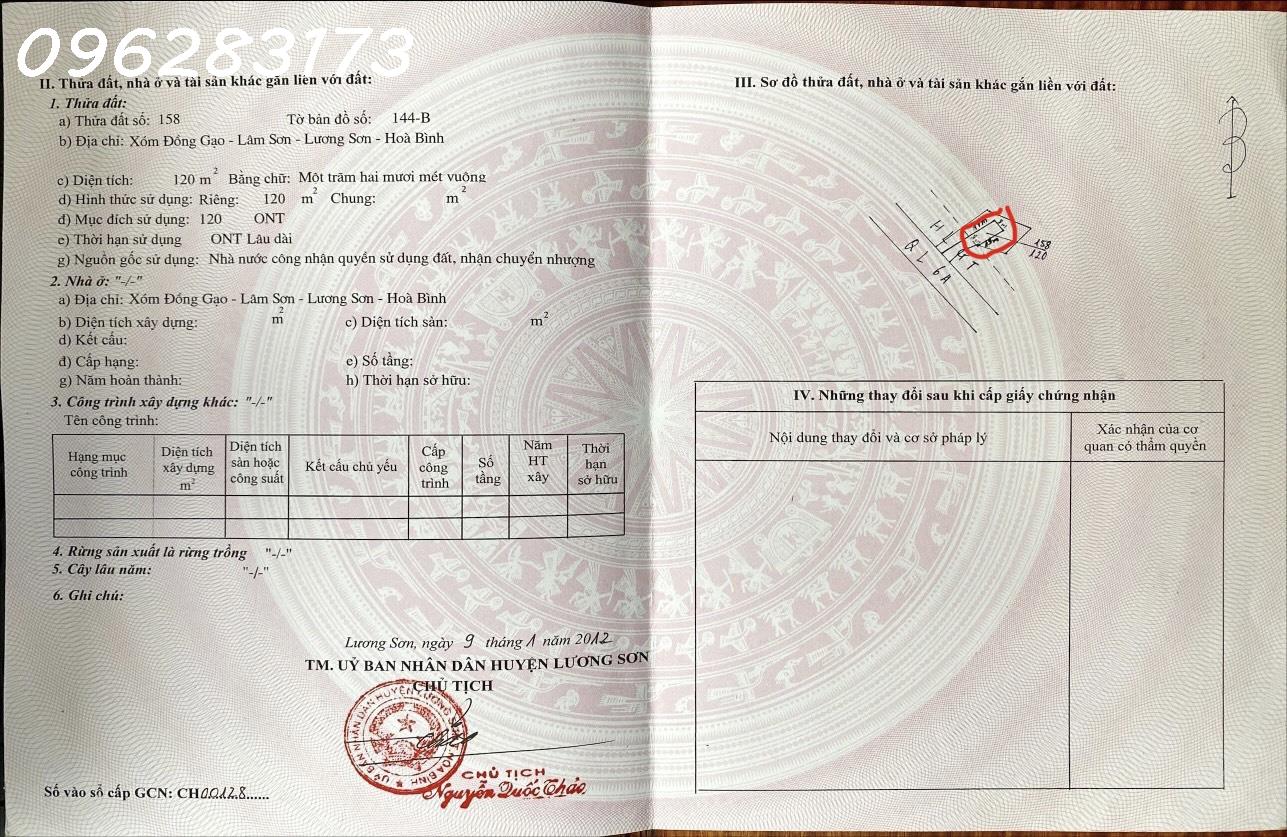 096283173
II. Thửa đất, nhà ở và tài sản khác gắn liền với đất:
1. Thửa đất:
a) Thửa đất số: 158 Tờ bản đồ số: 144-B
b) Địa chỉ: Xóm Đồng Gạo - Lâm Sơn - Lương Sơn - Hoà Bình
c) Diện tích: 120 m² Bằng chữ: Một trăm hai mươi mét vuông
d) Hình thức sử dụng: Riêng: 120 m² Chung: m²
đ) Mục đích sử dụng: 120 ONT
e) Thời hạn sử dụng ONT Lâu dài
g) Nguồn gốc sử dụng: Nhà nước công nhận quyền sử dụng đất, nhận chuyển nhượng
2. Nhà ở: "-/-"
a) Địa chỉ: Xóm Đồng Gạo - Lâm Sơn - Lương Sơn - Hoà Bình
b) Diện tích xây dựng: m² c) Diện tích sàn: m²
d) Kết cấu:
đ) Cấp hạng: e) Số tầng:
g) Năm hoàn thành: h) Thời hạn sở hữu:
3. Công trình xây dựng khác: "-/-"
Tên công trình:
Hạng mục công trình
Diện tích xây dựng m²
Diện tích sàn hoặc công suất
Kết cấu chủ yếu
Cấp công trình
Số tầng
Năm HT xây
Thời hạn sở hữu
4. Rừng sản xuất là rừng trồng "-/-"
5. Cây lâu năm: "-/-"
6. Ghi chú:
Lương Sơn, ngày 9 tháng 1 năm 2012
TM. UỶ BAN NHÂN DÂN HUYỆN LƯƠNG SƠN
CHỦ TỊCH
UỶ BAN NHÂN DÂN HUYỆN LƯƠNG SƠN T. HOÀ BÌNH
CHỦ TỊCH
Nguyễn Quốc Thảo
Số vào sổ cấp GCN: CH00128......
III. Sơ đồ thửa đất, nhà ở và tài sản khác gắn liền với đất:
B
HLGT
QL6A
158
120
IV. Những thay đổi sau khi cấp giấy chứng nhận
Nội dung thay đổi và cơ sở pháp lý
Xác nhận của cơ
quan có thẩm quyền